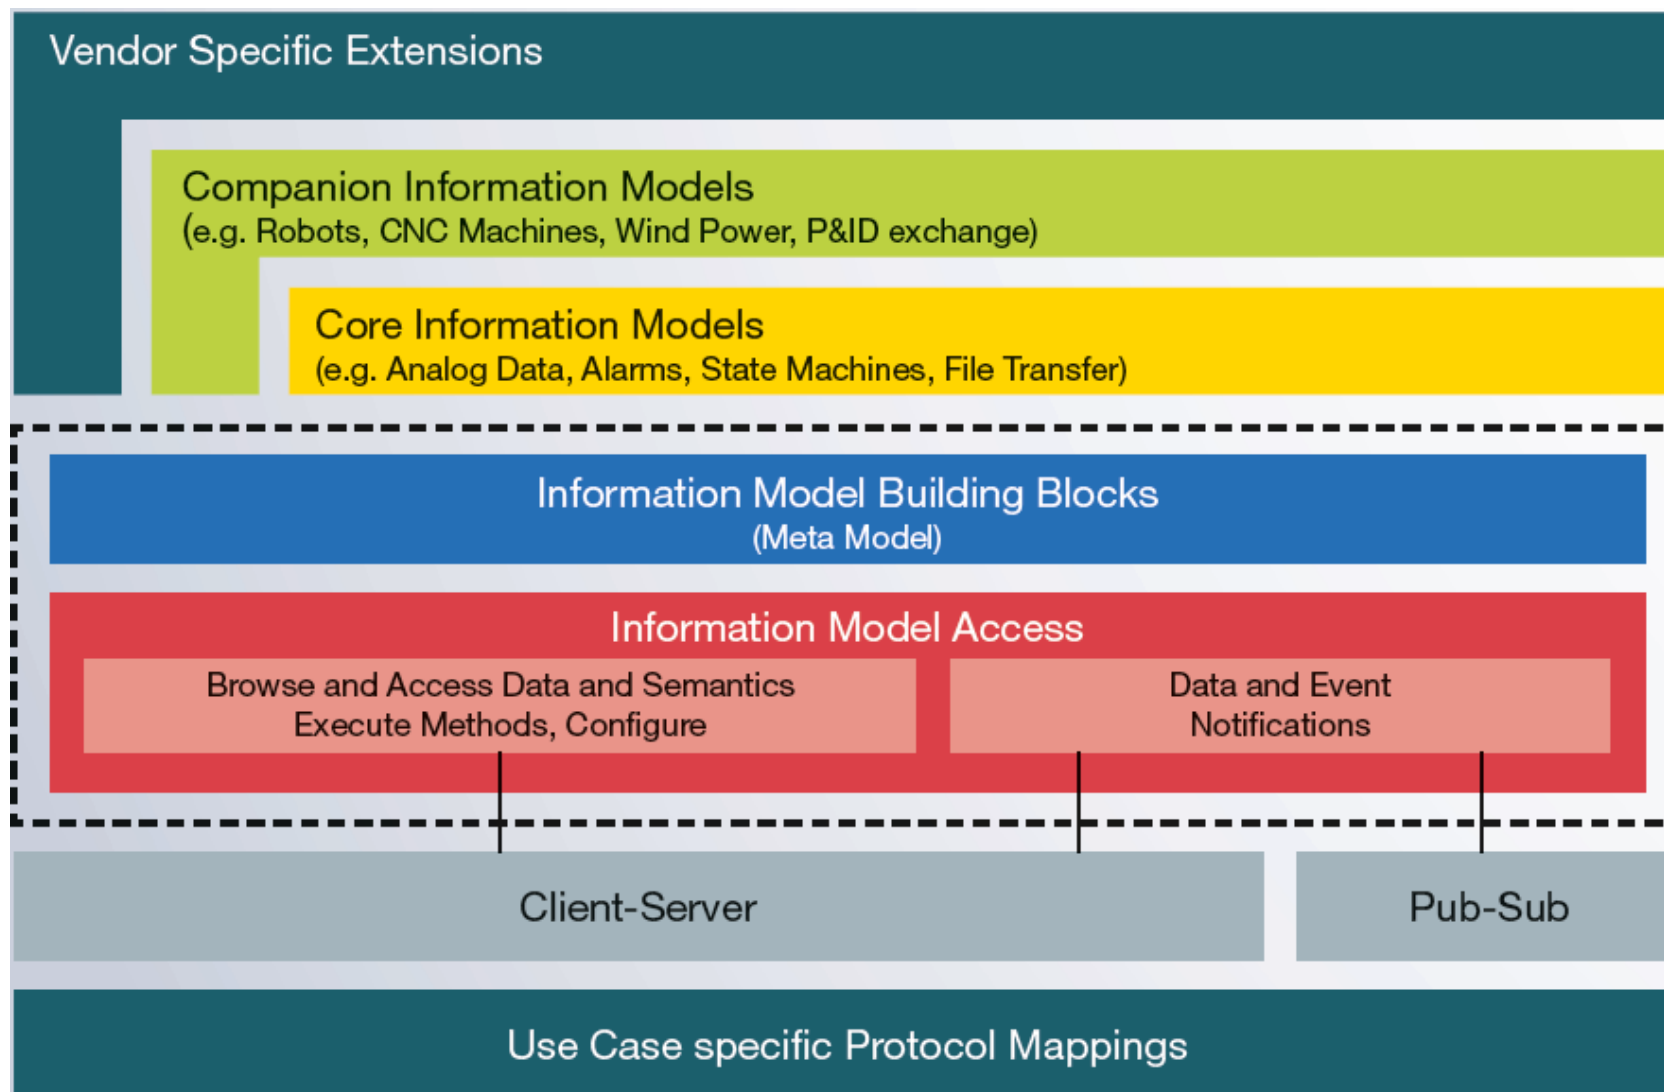 Vendor Specific Extensions
Companion Information Models
(e.g. Robots, CNC Machines, Wind Power, P&ID exchange)
Core Information Models
(e.g. Analog Data, Alarms, State Machines, File Transfer)
Information Model Building Blocks
(Meta Model)
Information Model Access
Browse and Access Data and Semantics
Execute Methods, Configure
Data and Event
Notifications
Client-Server
Pub-Sub
Use Case specific Protocol Mappings